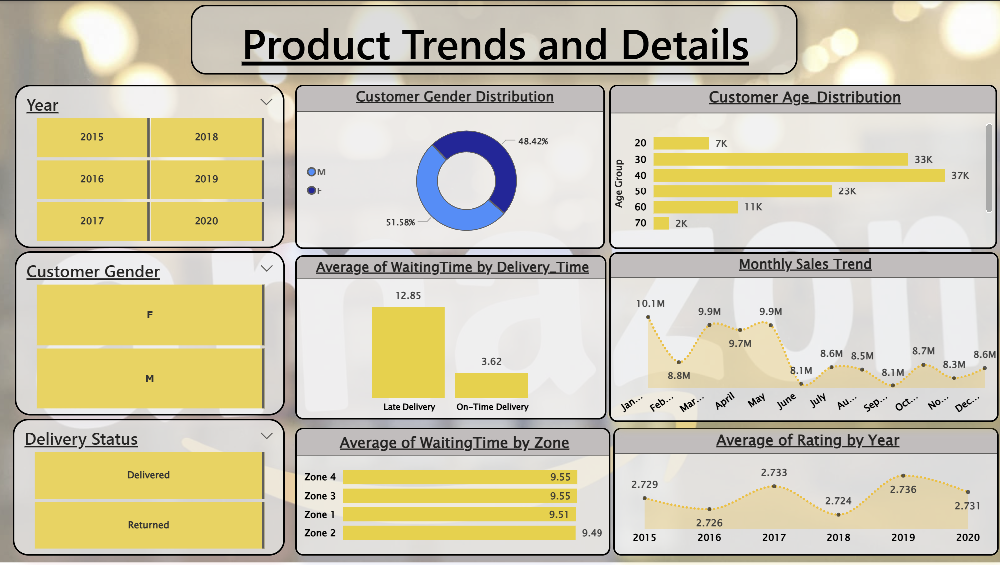 Product Trends and Details
Year
2015
2018
2016
2019
2017
2020
Customer Gender
F
M
Delivery Status
Delivered
Returned
Customer Gender Distribution
M
F
48.42%
51.58%
Customer Age_Distribution
Age Group
20 7K
30 33K
40 37K
50 23K
60 11K
70 2K
Average of WaitingTime by Delivery_Time
12.85
3.62
Late Delivery On-Time Delivery
Monthly Sales Trend
10.1M
8.8M
9.9M
9.7M
9.9M
8.1M
8.6M
8.5M
8.1M
8.7M
8.3M
8.6M
Jan... Feb... Mar... April May June July Au... Sep... Oct... No... Dec...
Average of WaitingTime by Zone
Zone 4 9.55
Zone 3 9.55
Zone 1 9.51
Zone 2 9.49
Average of Rating by Year
2.729
2.726
2.733
2.724
2.736
2.731
2015 2016 2017 2018 2019 2020
amazon